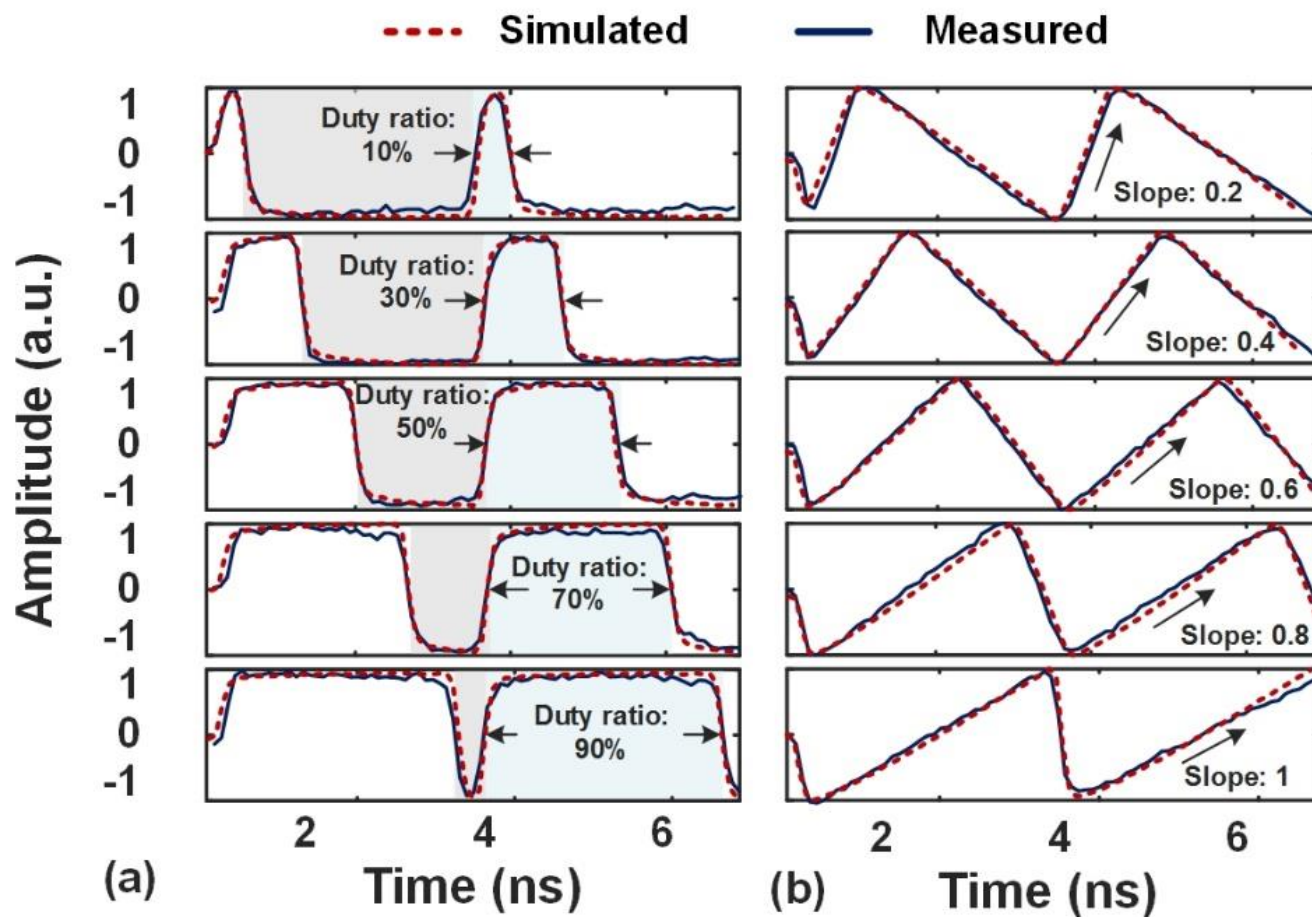 Simulated Measured
Amplitude (a.u.)
1
0
-1
Duty ratio:
10%
Slope: 0.2
1
0
-1
Duty ratio:
30%
Slope: 0.4
1
0
-1
Duty ratio:
50%
Slope: 0.6
1
0
-1
Duty ratio:
70%
Slope: 0.8
1
0
-1
Duty ratio:
90%
Slope: 1
2 4 6 2 4 6
(a) Time (ns) (b) Time (ns)